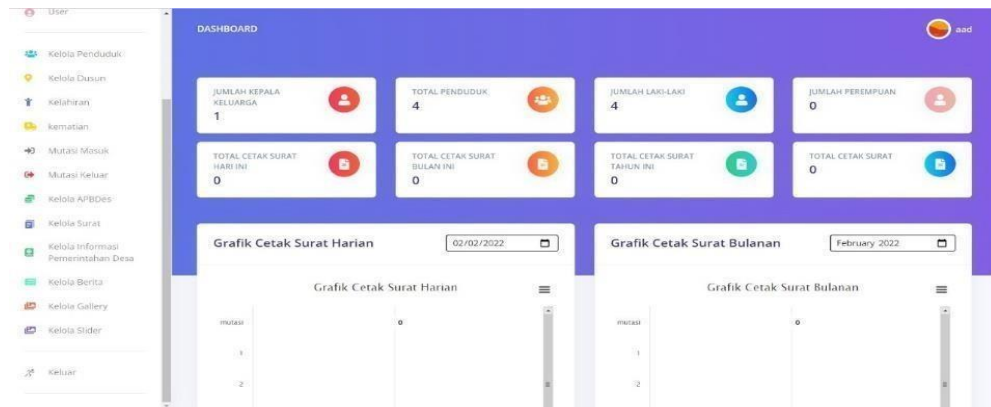 User
Kelola Penduduk
Kelola Dusun
Kelahiran
kematian
Mutasi Masuk
Mutasi Keluar
Kelola APBDes
Kelola Surat
Kelola Informasi
Pemerintahan Desa
Kelola Berita
Kelola Gallery
Kelola Slider
Keluar
DASHBOARD
aad
JUMLAH KEPALA
KELUARGA
1
TOTAL PENDUDUK
4
JUMLAH LAKI-LAKI
4
JUMLAH PEREMPUAN
0
TOTAL CETAK SURAT
HARI INI
0
TOTAL CETAK SURAT
BULAN INI
0
TOTAL CETAK SURAT
TAHUN INI
0
TOTAL CETAK SURAT
0
Grafik Cetak Surat Harian
02/02/2022
Grafik Cetak Surat Harian
mutasi
0
1
2
Grafik Cetak Surat Bulanan
February 2022
Grafik Cetak Surat Bulanan
mutasi
0
1
2